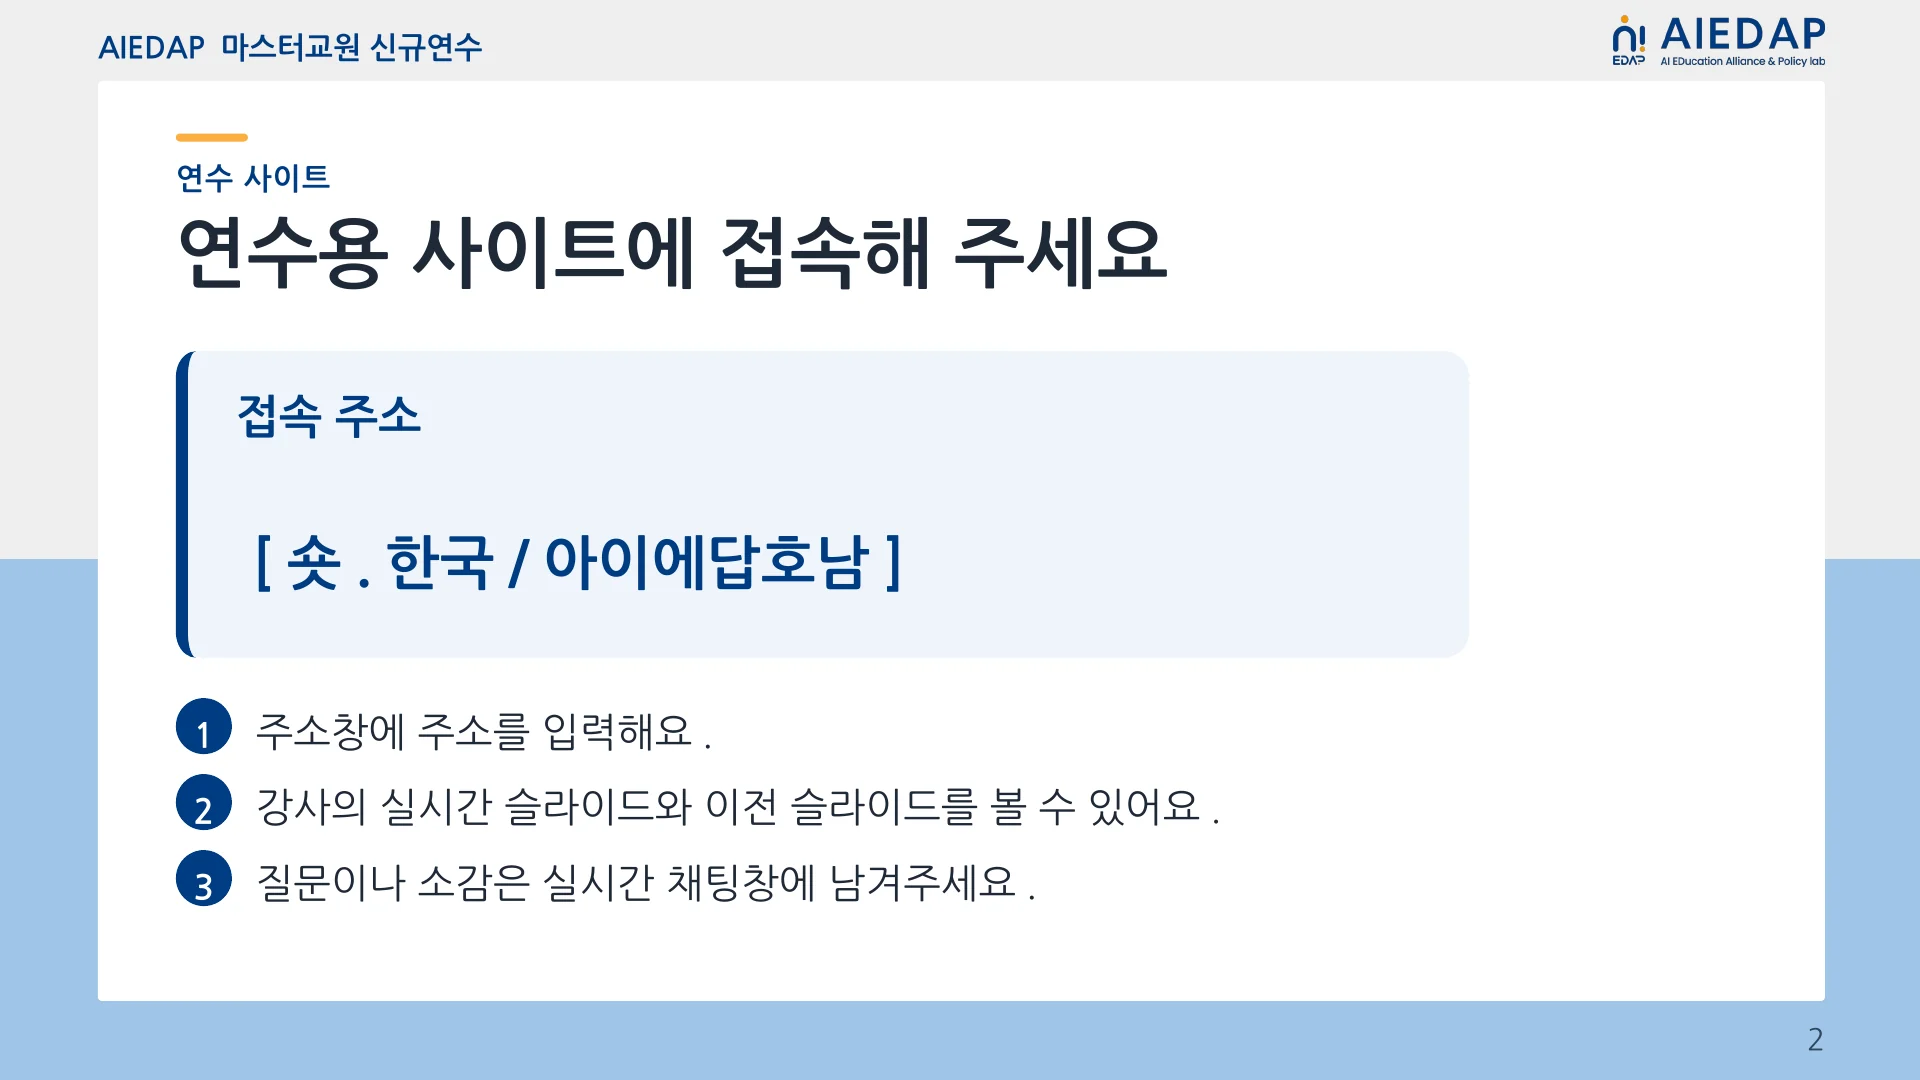 AIEDAP 마스터교원 신규연수
AIEDAP
EDAP
AI EDucation Alliance & Policy lab
연수 사이트
연수용 사이트에 접속해 주세요
접속 주소
[ 숏 . 한국 / 아이에답호남 ]
1 주소창에 주소를 입력해요 .
2 강사의 실시간 슬라이드와 이전 슬라이드를 볼 수 있어요 .
3 질문이나 소감은 실시간 채팅창에 남겨주세요 .
2